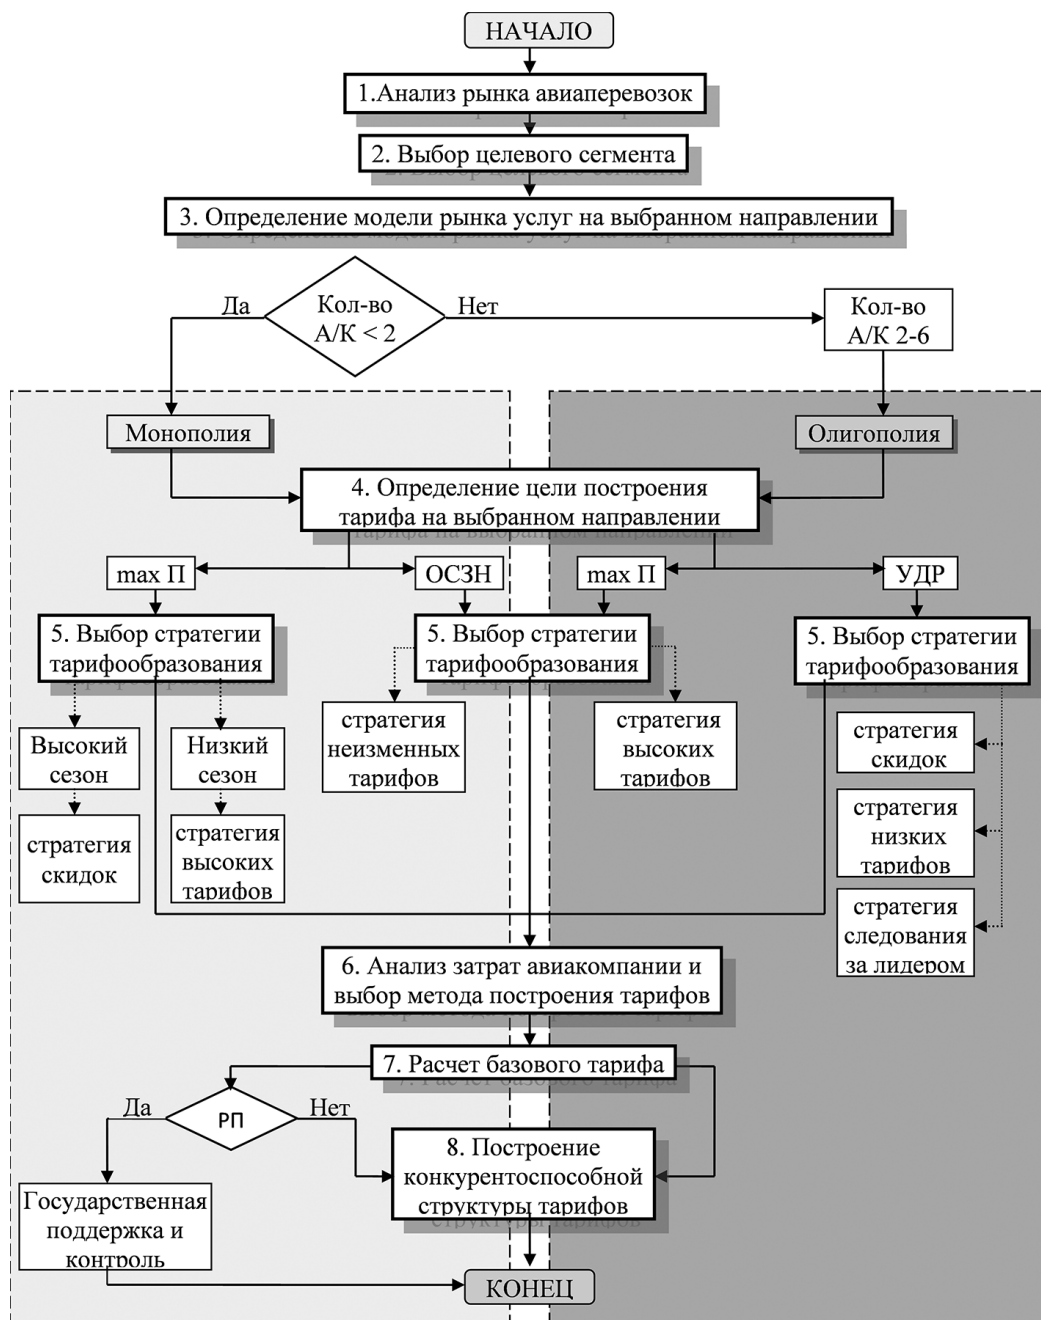 НАЧАЛО
1.Анализ рынка авиаперевозок
2. Выбор целевого сегмента
3. Определение модели рынка услуг на выбранном направлении
Да
Кол-во
А/К < 2
Нет
Кол-во
А/К 2-6
Монополия
Олигополия
4. Определение цели построения
тарифа на выбранном направлении
max П
ОСЗН
max П
УДР
5. Выбор стратегии
тарифообразования
5. Выбор стратегии
тарифообразования
5. Выбор стратегии
тарифообразования
Высокий
сезон
Низкий
сезон
стратегия
неизменных
тарифов
стратегия
высоких
тарифов
стратегия
скидок
стратегия
скидок
стратегия
высоких
тарифов
стратегия
низких
тарифов
стратегия
следования
за лидером
6. Анализ затрат авиакомпании и
выбор метода построения тарифов
7. Расчет базового тарифа
Да
РП
Нет
8. Построение
конкурентоспособной
структуры тарифов
Государственная
поддержка и
контроль
КОНЕЦ